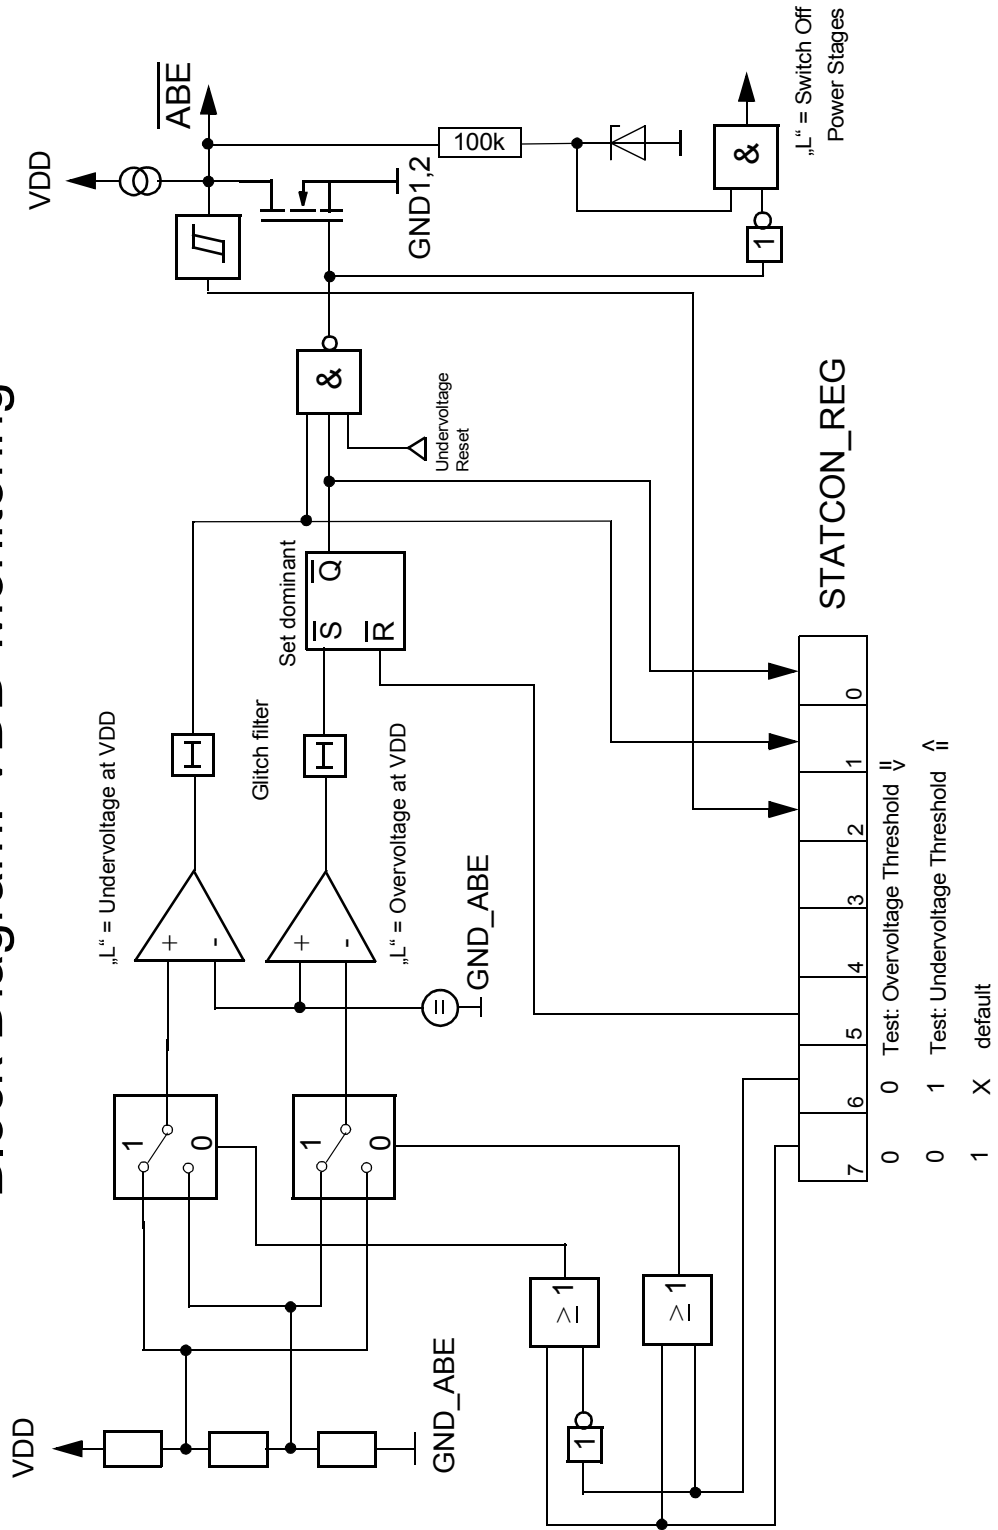 Block Diagram VDD-Monitoring
VDD
VDD
„L“ = Undervoltage at VDD
ABE
1
0
+
-
I
Glitch filter
Set dominant
1
0
+
-
I
S
Q
R
&
100k
„L“ = Overvoltage at VDD
GND1,2
GND_ABE
=
GND_ABE
Undervoltage
Reset
≥ 1
1
≥ 1
1
&
„L“ = Switch Off
Power Stages
STATCON_REG
7 6 5 4 3 2 1 0
0 0 Test: Overvoltage Threshold <=
0 1 Test: Undervoltage Threshold >=
1 X default